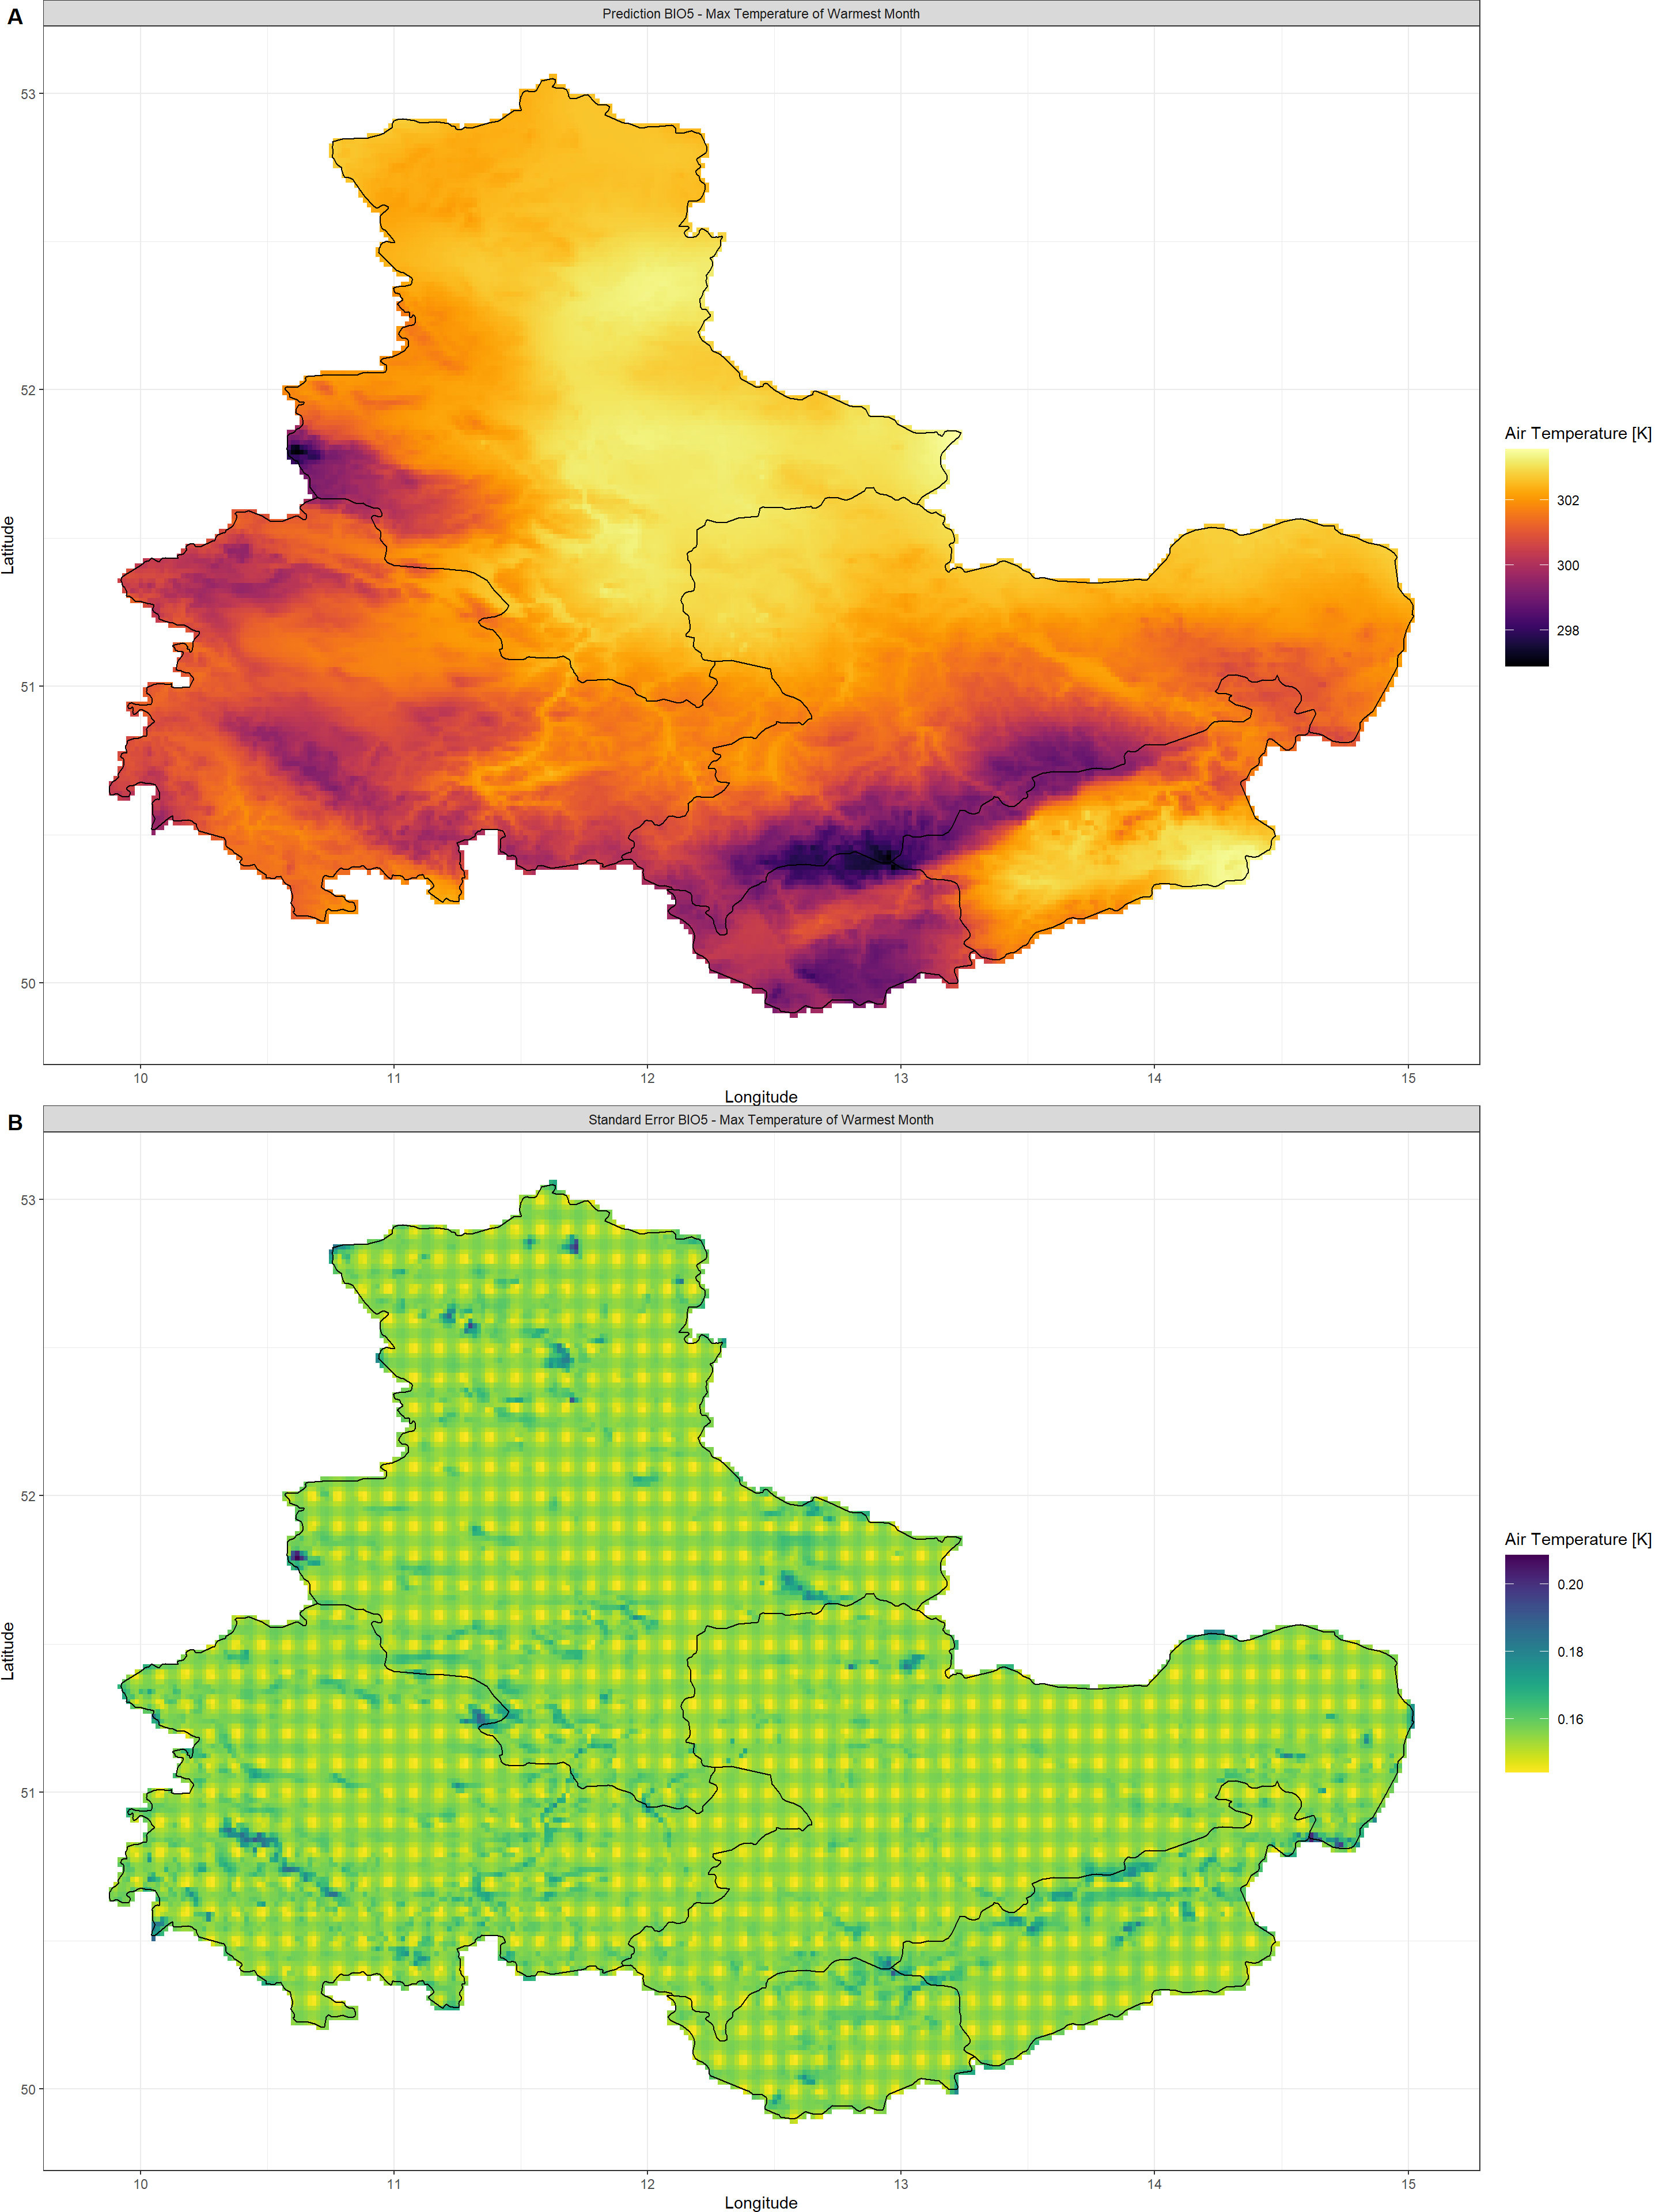 A
Prediction BIO5 - Max Temperature of Warmest Month
53
52
51
50
Latitude
10 11 12 13 14 15
Longitude
Air Temperature [K]
302
300
298
B
Standard Error BIO5 - Max Temperature of Warmest Month
53
52
51
50
Latitude
10 11 12 13 14 15
Longitude
Air Temperature [K]
0.20
0.18
0.16